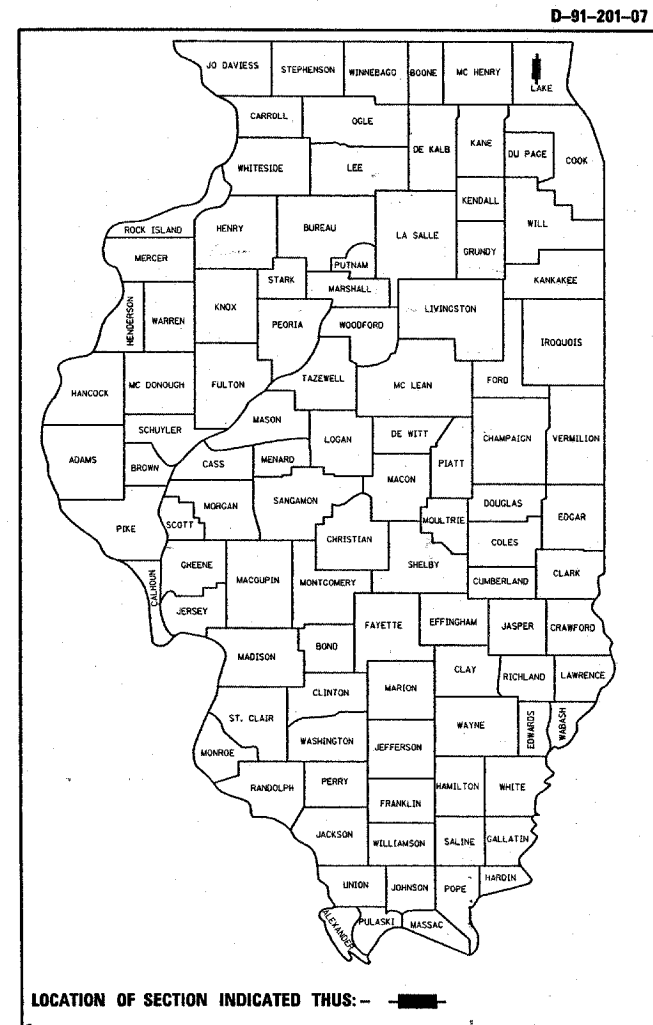 D-91-201-07
JO DAVIESS
STEPHENSON
WINNEBAGO
BOONE
MC HENRY
LAKE
CARROLL
OGLE
DE KALB
KANE
DU PAGE
COOK
WHITESIDE
LEE
KENDALL
WILL
ROCK ISLAND
HENRY
BUREAU
LA SALLE
GRUNDY
MERCER
PUTNAM
KANKAKEE
STARK
MARSHALL
HENDERSON
WARREN
KNOX
PEORIA
WOODFORD
LIVINGSTON
IROQUOIS
HANCOCK
MC DONOUGH
FULTON
TAZEWELL
MC LEAN
FORD
MASON
SCHUYLER
LOGAN
DE WITT
CHAMPAIGN
VERMILION
ADAMS
BROWN
CASS
MENARD
MACON
PIATT
PIKE
SCOTT
MORGAN
SANGAMON
CHRISTIAN
MOULTRIE
DOUGLAS
EDGAR
COLES
CALHOUN
GREENE
MACOUPIN
MONTGOMERY
SHELBY
CUMBERLAND
CLARK
JERSEY
FAYETTE
EFFINGHAM
JASPER
CRAWFORD
MADISON
BOND
CLAY
RICHLAND
LAWRENCE
CLINTON
MARION
ST. CLAIR
WAYNE
EDWARDS
WABASH
MONROE
WASHINGTON
JEFFERSON
RANDOLPH
PERRY
HAMILTON
WHITE
FRANKLIN
JACKSON
WILLIAMSON
SALINE
GALLATIN
UNION
JOHNSON
POPE
HARDIN
ALEXANDER
PULASKI
MASSAC
LOCATION OF SECTION INDICATED THUS:-